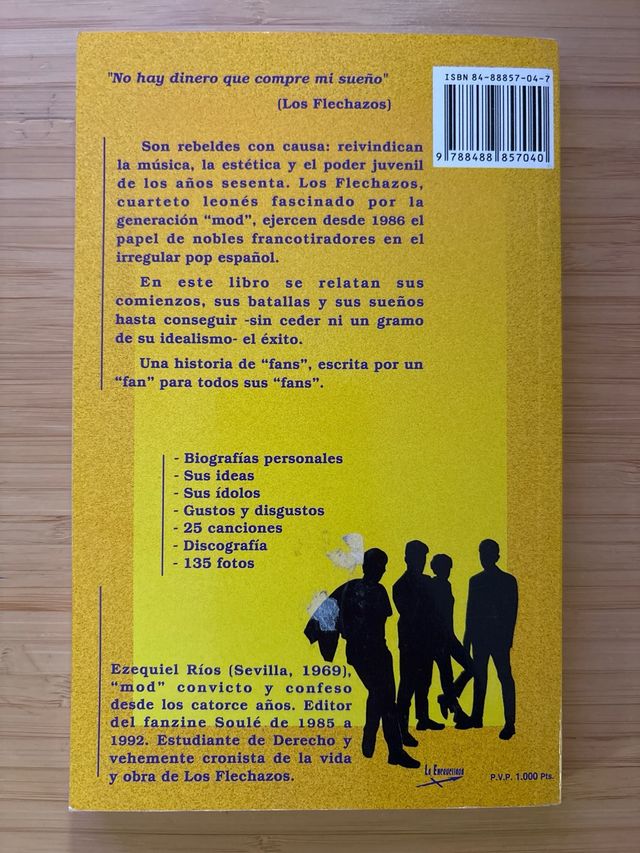 "No hay dinero que compre mi sueño"
(Los Flechazos)
ISBN 84-88857-04-7
9 788488 857040
Son rebeldes con causa: reivindican
la música, la estética y el poder juvenil
de los años sesenta. Los Flechazos,
cuarteto leonés fascinado por la
generación “mod”, ejercen desde 1986 el
papel de nobles francotiradores en el
irregular pop español.
En este libro se relatan sus
comienzos, sus batallas y sus sueños
hasta conseguir -sin ceder ni un gramo
de su idealismo- el éxito.
Una historia de “fans”, escrita por un
“fan” para todos sus “fans”.
- Biografías personales
- Sus ideas
- Sus ídolos
- Gustos y disgustos
- 25 canciones
- Discografía
- 135 fotos
Ezequiel Ríos (Sevilla, 1969),
“mod” convicto y confeso
desde los catorce años. Editor
del fanzine Soulé de 1985 a
1992. Estudiante de Derecho y
vehemente cronista de la vida
y obra de Los Flechazos.
La Encrucijada
P.V.P. 1.000 Pts.